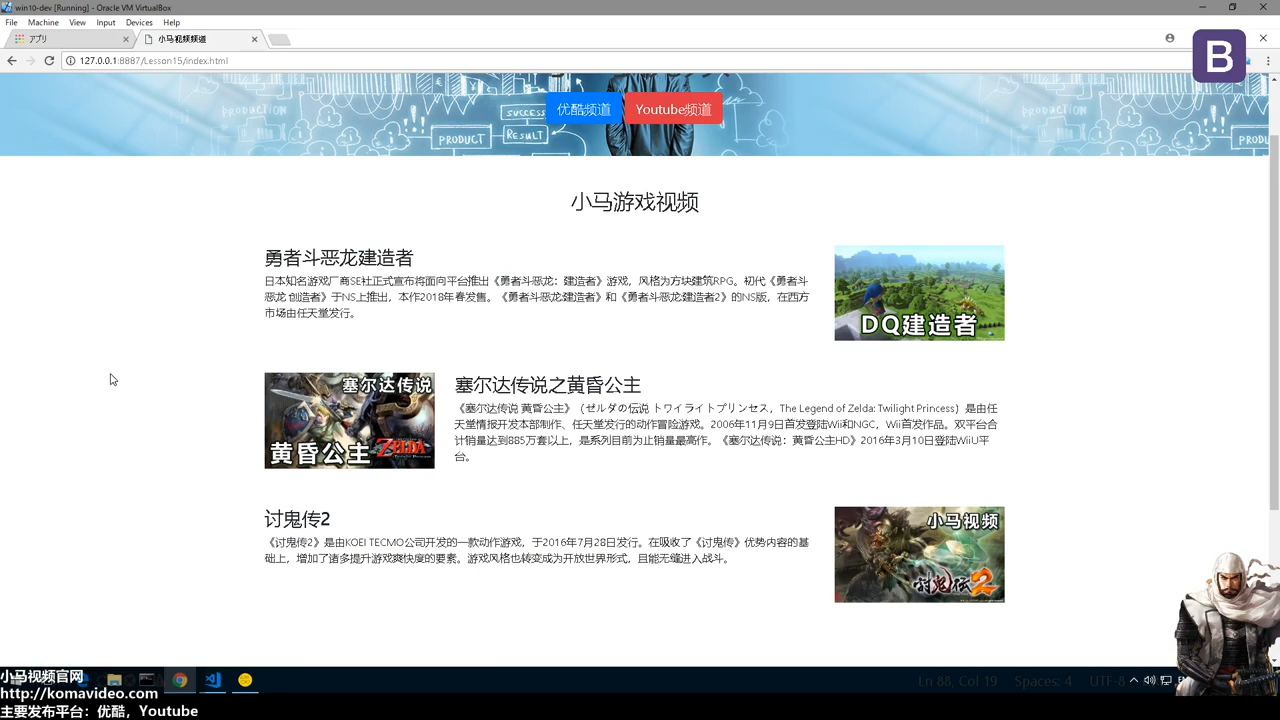 win10-dev [Running] - Oracle VM VirtualBox
File Machine View Input Devices Help
アプリ
小马视频频道
127.0.0.1:8887/Lesson15/index.html
B
PRODUCTION
SUCCESS
PRODUCT
RESULT
优酷频道
Youtube频道
小马游戏视频
勇者斗恶龙建造者
日本知名游戏厂商SE社正式宣布将面向平台推出《勇者斗恶龙：建造者》游戏，风格为方块建筑RPG。初代《勇者斗
恶龙 创造者》于NS上推出，本作2018年春发售。《勇者斗恶龙:建造者》和《勇者斗恶龙:建造者2》的NS版，在西方
市场由任天堂发行。
DQ建造者
塞尔达传说
黄昏公主
ZELDA
塞尔达传说之黄昏公主
《塞尔达传说 黄昏公主》（ゼルダの伝説 トワイライトプリンセス，The Legend of Zelda: Twilight Princess）是由任
天堂情报开发本部制作、任天堂发行的动作冒险游戏。2006年11月9日首发登陆Wii和NGC，Wii首发作品。双平台合
计销量达到885万套以上，是系列目前为止销量最高作。《塞尔达传说：黄昏公主HD》2016年3月10日登陆WiiU平
台。
讨鬼传2
《讨鬼传2》是由KOEI TECMO公司开发的一款动作游戏，于2016年7月28日发行。在吸收了《讨鬼传》优势内容的基
础上，增加了诸多提升游戏爽快度的要素。游戏风格也转变成为开放世界形式，且能无缝进入战斗。
小马视频
討鬼伝2
小马视频官网
http://komavideo.com
主要发布平台：优酷，Youtube
Ln 88, Col 19 Spaces: 4 UTF-8